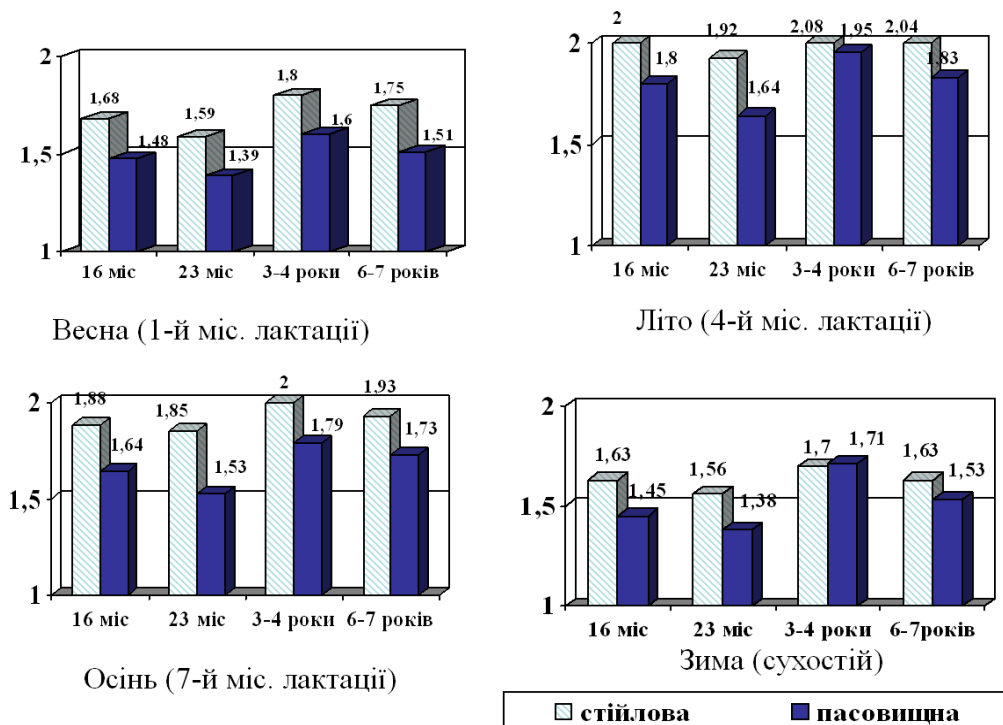 2
1,5
1
1,68
1,48
1,59
1,39
1,8
1,6
1,75
1,51
16 міс
23 міс
3-4 роки
6-7 років
Весна (1-й міс. лактації)
2
1,5
1
2
1,8
1,92
1,64
2,08
1,95
2,04
1,83
16 міс
23 міс
3-4 роки
6-7 років
Літо (4-й міс. лактації)
2
1,5
1
1,88
1,64
1,85
1,53
2
1,79
1,93
1,73
16 міс
23 міс
3-4 роки
6-7 років
Осінь (7-й міс. лактації)
2
1,5
1
1,63
1,45
1,56
1,38
1,7
1,71
1,63
1,53
16 міс
23 міс
3-4 роки
6-7років
Зима (сухостій)
стійлова
пасовищна